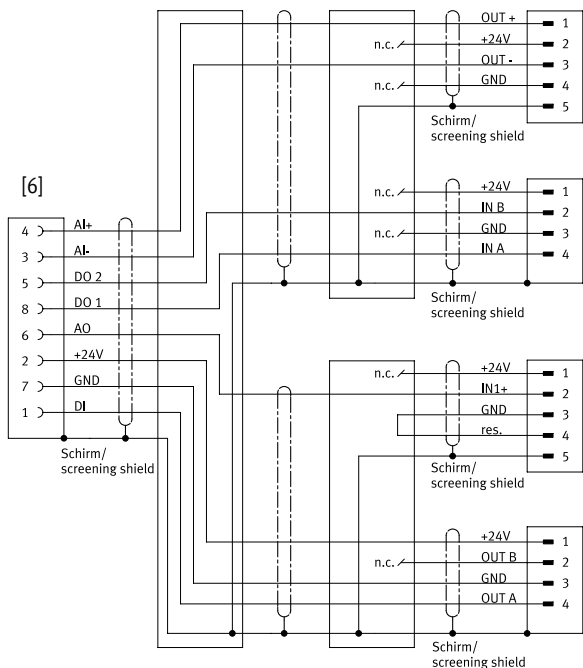 OUT + 1
n.c. +24V 2
OUT - 3
n.c. GND 4
5
Schirm/
screening shield
n.c. +24V 1
IN B 2
n.c. GND 3
IN A 4
Schirm/
screening shield
[6]
4 AI+
3 AI-
5 DO 2
8 DO 1
6 AO
2 +24V
7 GND
1 DI
Schirm/
screening shield
n.c. +24V 1
IN1+ 2
GND 3
res. 4
5
Schirm/
screening shield
+24V 1
n.c. OUT B 2
GND 3
OUT A 4
Schirm/
screening shield